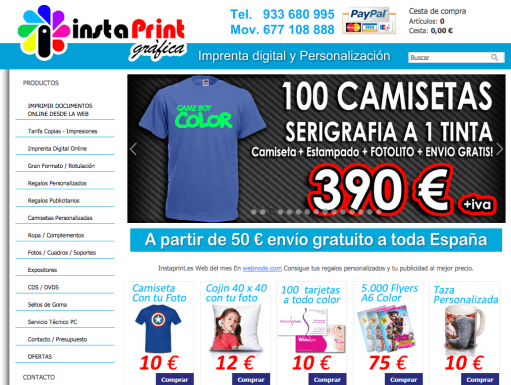 instaPrint
gráfica
Tel. 933 680 995
Mov. 677 108 888
PayPal
Cesta de compra
Artículos: 0
Cesta: 0,00 €
Imprenta digital y Personalización
Buscar
PRODUCTOS
IMPRIMIR DOCUMENTOS
ONLINE DESDE LA WEB
Tarifa Copias - Impresiones
Imprenta Digital Online
Gran Formato / Rotulación
Regalos Personalizados
Regalos Publicitarios
Camisetas Personalizadas
Ropa / Complementos
Fotos / Cuadros / Soportes
Expositores
CDS / DVDS
Sellos de Goma
Servicio Técnico PC
Contacto / Presupuesto
OFERTAS
CONTACTO
GAME BOY
COLOR
100 CAMISETAS
SERIGRAFIA A 1 TINTA
Camiseta + Estampado + FOTOLITO + ENVIO GRATIS!
390 € +iva
A partir de 50 € envío gratuito a toda España
Instaprint.es Web del mes En webnode.com Consigue tus regalos personalizados y tu publicidad al mejor precio.
Camiseta
Con tu Foto
10 €
Comprar
Cojin 40 x 40
con tu foto
12 €
Comprar
100 tarjetas
a todo color
10 €
Comprar
5.000 Flyers
A6 Color
75 €
Comprar
Taza
Personalizada
10 €
Comprar